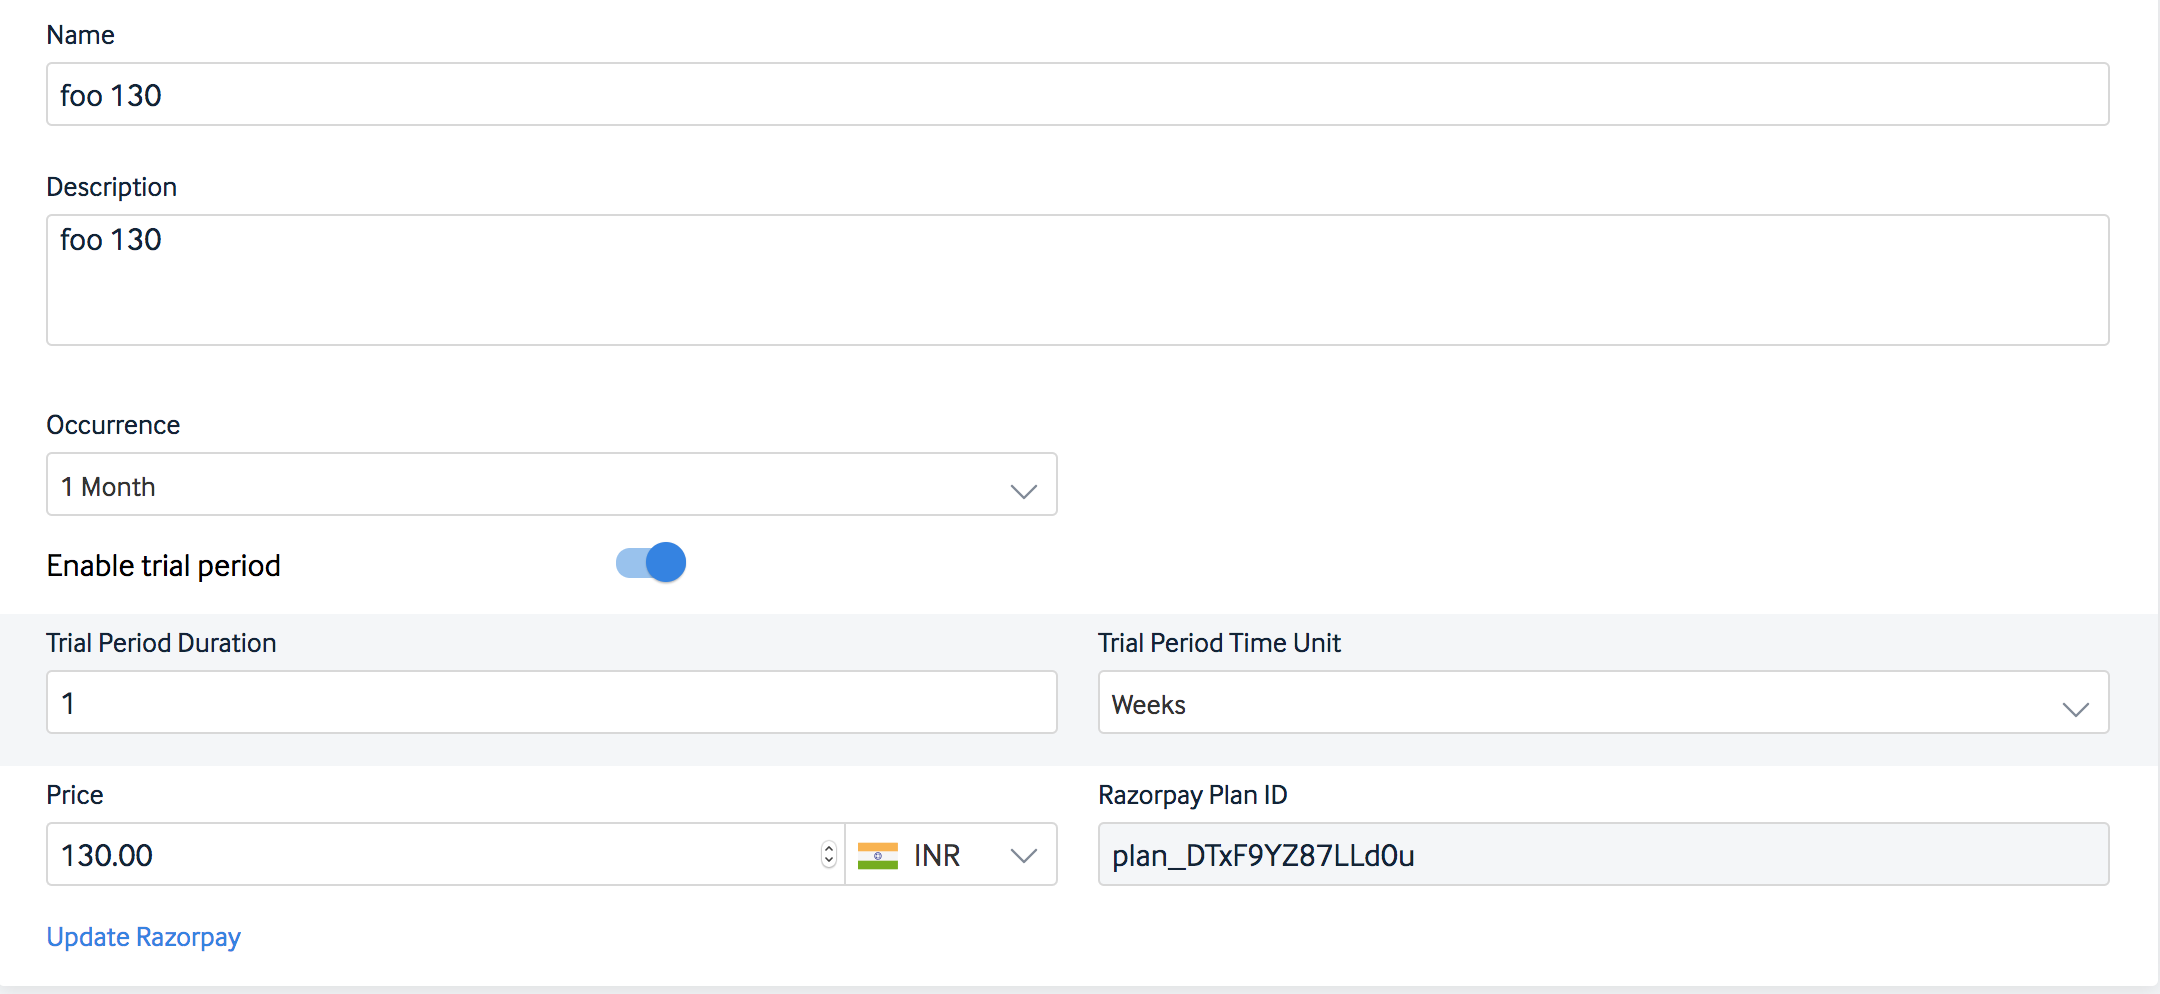 Name
foo 130
Description
foo 130
Occurrence
1 Month
Enable trial period
Trial Period Duration
Trial Period Time Unit
1
Weeks
Price
Razorpay Plan ID
130.00
INR
plan_DTxF9YZ87LLd0u
Update Razorpay